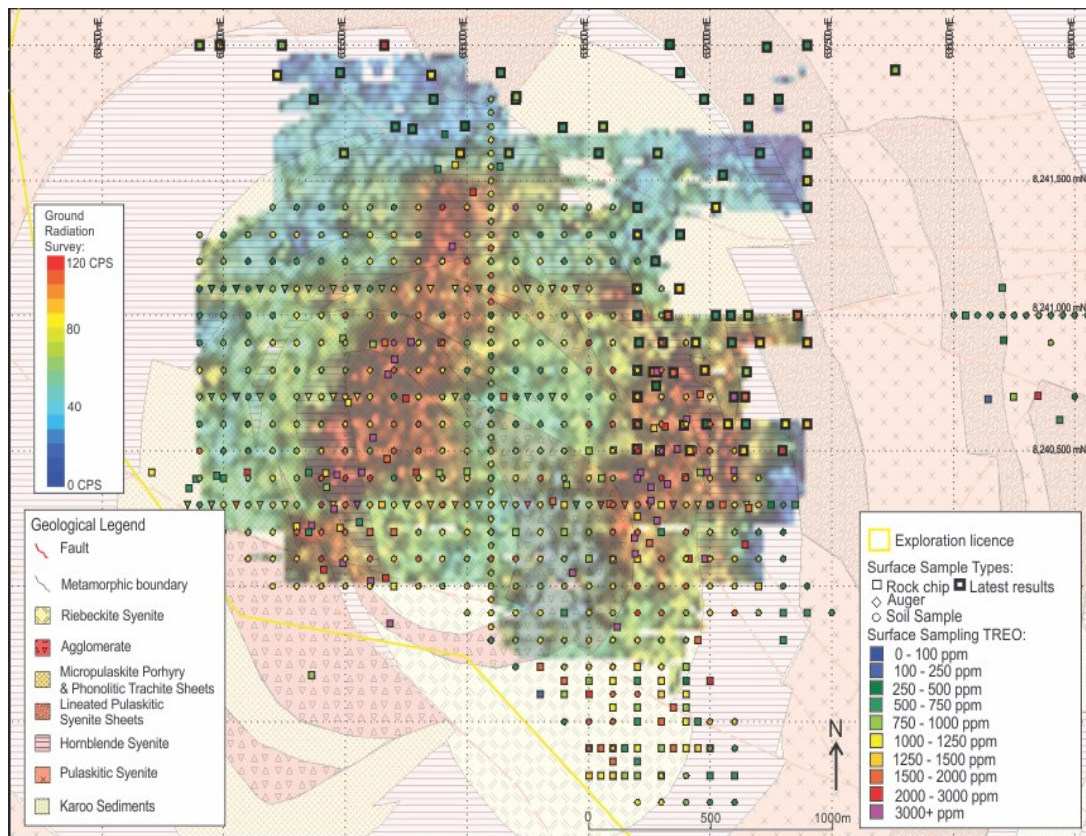 8,241,500 mN
8,241,000 mN
8,240,500 mN
Ground
Radiation
Survey:
120 CPS
80
40
0 CPS
Geological Legend
Fault
Metamorphic boundary
Riebeckite Syenite
Agglomerate
Micropulaskite Porhyry
& Phonolitic Trachite Sheets
Lineated Pulaskitic
Syenite Sheets
Hornblende Syenite
Pulaskitic Syenite
Karoo Sediments
Exploration licence
Surface Sample Types:
Rock chip Latest results
Auger
Soil Sample
Surface Sampling TREO:
0 - 100 ppm
100 - 250 ppm
250 - 500 ppm
500 - 750 ppm
750 - 1000 ppm
1000 - 1250 ppm
1250 - 1500 ppm
1500 - 2000 ppm
2000 - 3000 ppm
3000+ ppm
N
0 500 1000m